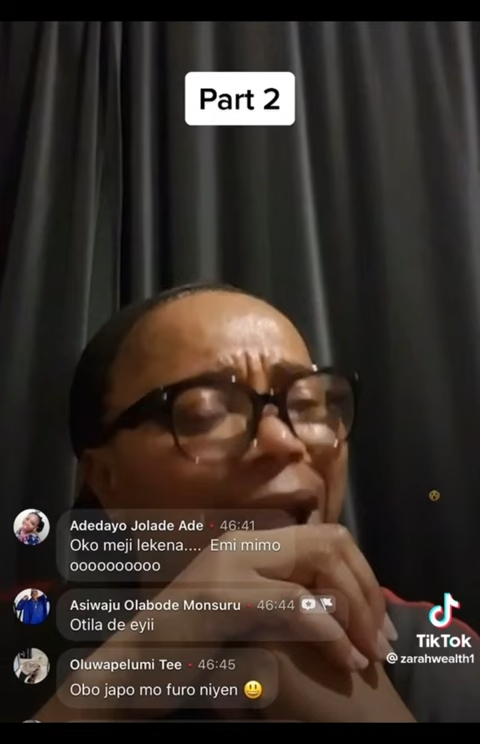 Part 2
Adedayo Jolade Ade • 46:41
Oko meji lekena.... Emi mimo
oooooooooo
Asiwaju Olabode Monsuru • 46:44
Otila de eyii
Oluwapelumi Tee • 46:45
Obo japo mo furo niyen 😃
TikTok
@zarahwealth1